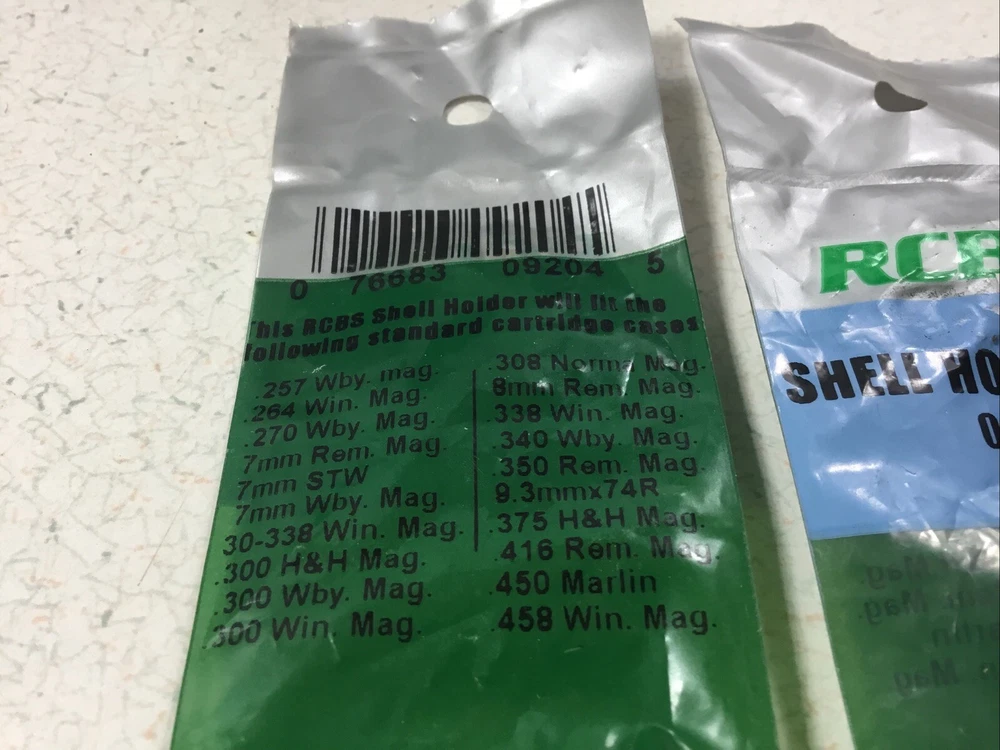 0 76683 09204 5
This RCBS Shell Holder will fit the
following standard cartridge cases
.257 Wby. mag.
.264 Win. Mag.
.270 Wby. Mag.
7mm Rem. Mag.
7mm STW
7mm Wby. Mag.
30-338 Win. Mag.
.300 H&H Mag.
.300 Wby. Mag.
.300 Win. Mag.
.308 Norma Mag.
8mm Rem. Mag.
.338 Win. Mag.
.340 Wby. Mag.
.350 Rem. Mag.
9.3mmx74R
.375 H&H Mag.
.416 Rem. Mag.
.450 Marlin
.458 Win. Mag.
RCB
SHELL HO
0